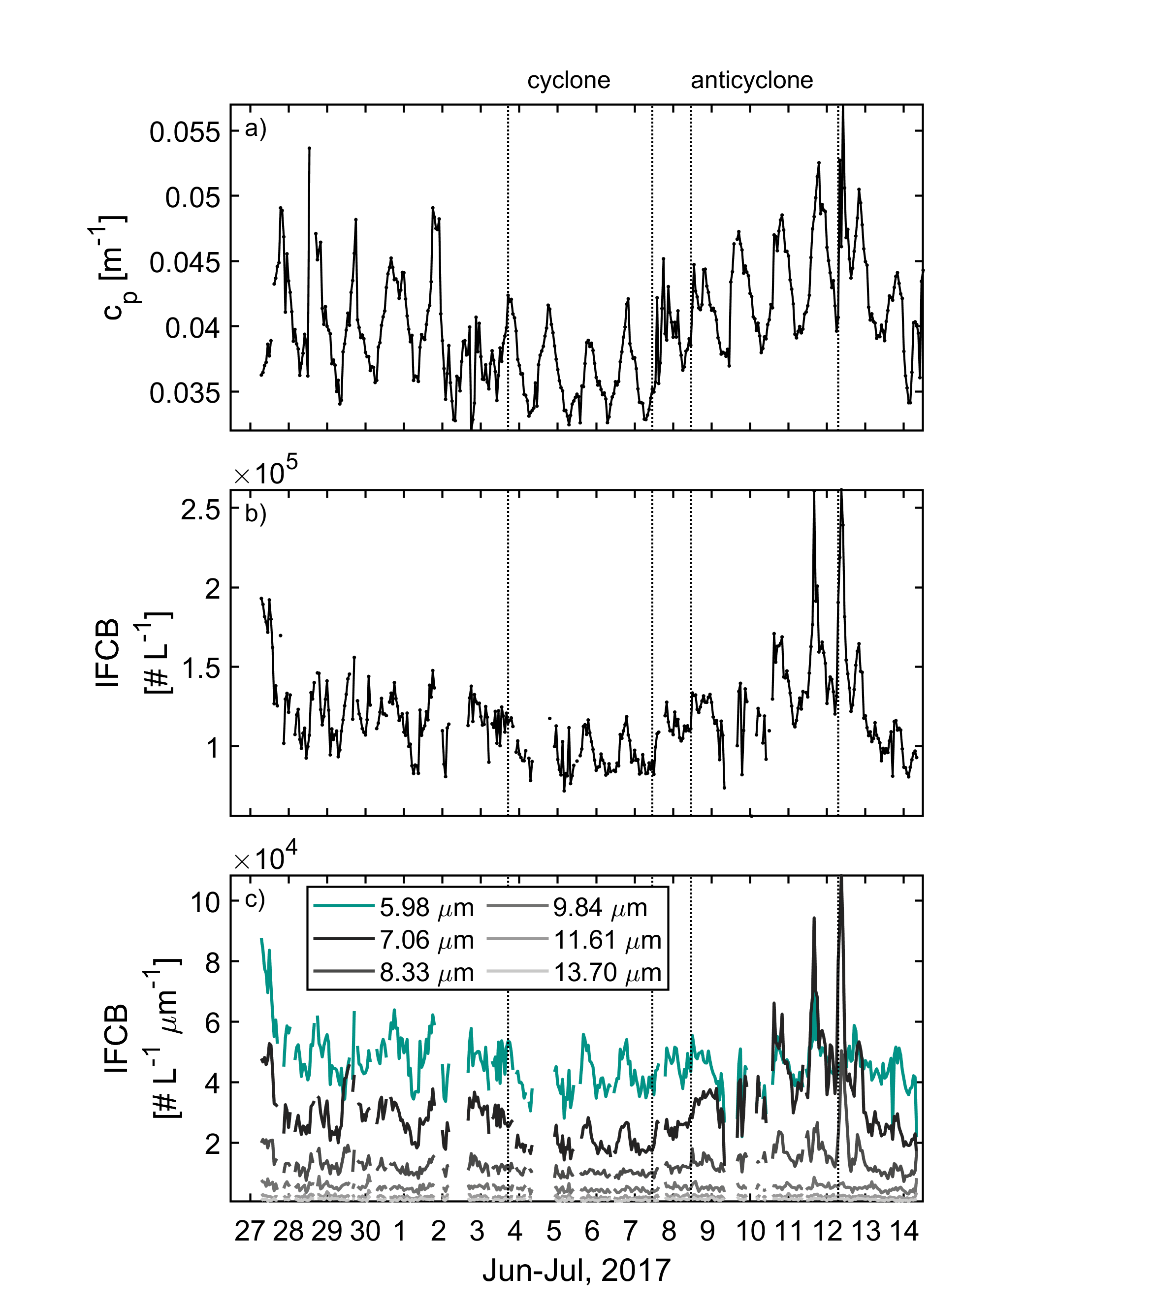 cyclone anticyclone
a)
0.055
0.05
0.045
0.04
0.035
c_p [m^-1]
×10^5
b)
2.5
2
1.5
1
IFCB
[# L^-1]
×10^4
c)
5.98 μm 9.84 μm
7.06 μm 11.61 μm
8.33 μm 13.70 μm
10
8
6
4
2
IFCB
[# L^-1 μm^-1]
27 28 29 30 1 2 3 4 5 6 7 8 9 10 11 12 13 14
Jun-Jul, 2017